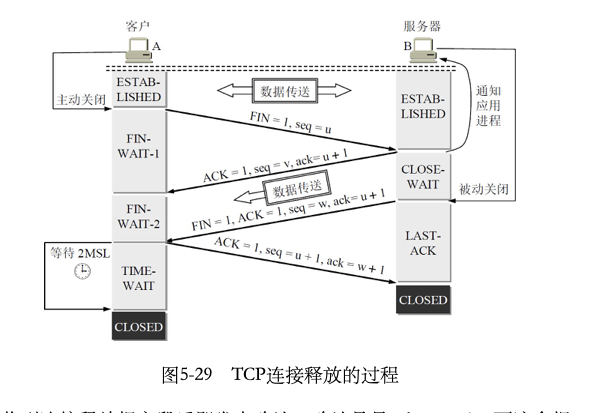 客户
服务器
A
B
ESTAB-
LISHED
数据传送
ESTAB-
LISHED
通知
应用
进程
主动关闭
FIN = 1, seq = u
FIN-
WAIT-1
ACK = 1, seq = v, ack= u + 1
CLOSE-
WAIT
数据传送
被动关闭
FIN-
WAIT-2
FIN = 1, ACK = 1, seq = w, ack= u + 1
等待 2MSL
ACK = 1, seq = u + 1, ack = w + 1
LAST-
ACK
TIME-
WAIT
CLOSED
CLOSED
图5-29 TCP连接释放的过程